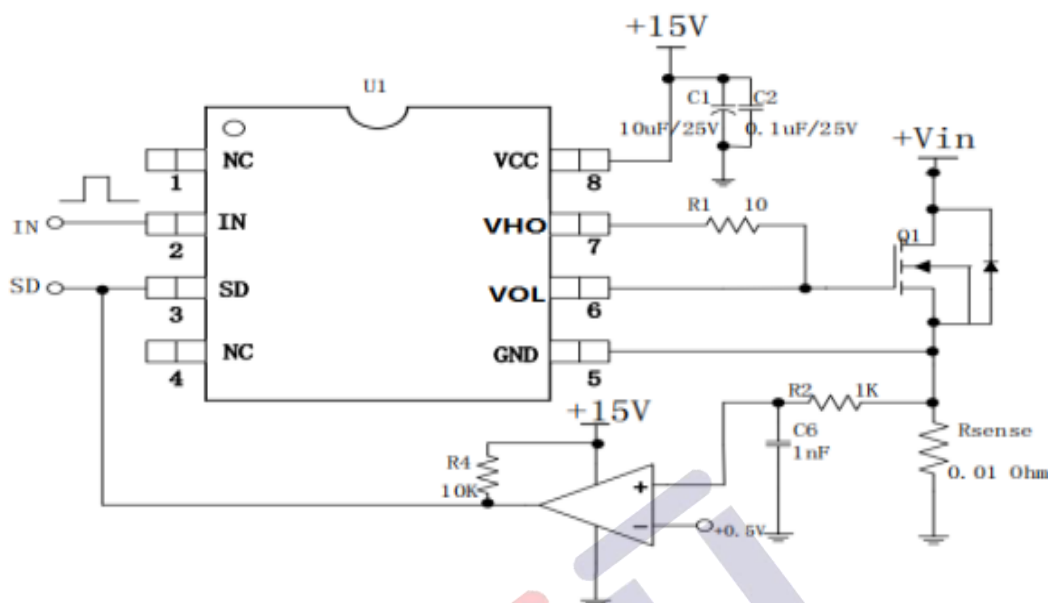 +15V
U1
C1
C2
10uF/25V
0.1uF/25V
+Vin
NC
VCC
1
8
R1
10
IN
IN
VHO
Q1
2
7
SD
SD
VOL
3
6
NC
GND
4
5
R2
1K
+15V
C6
Rsense
1nF
R4
0.01 Ohm
10K
+
−
+0.5V